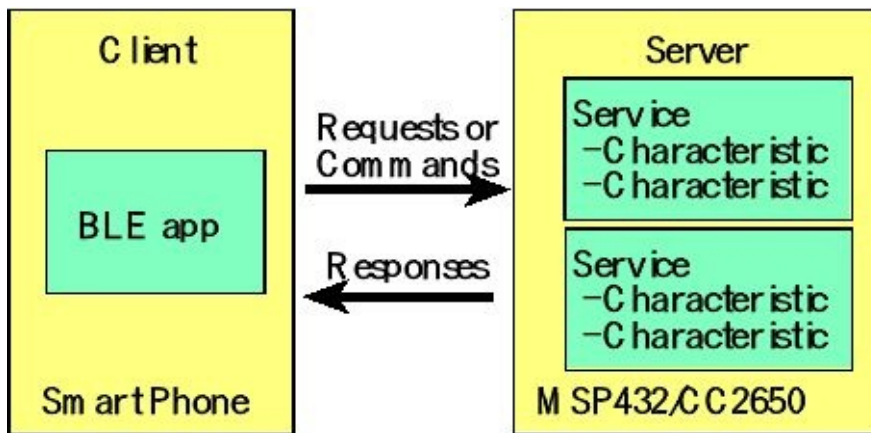 Client
BLE app
SmartPhone
Requests or
Commands
Responses
Server
Service
-Characteristic
-Characteristic
Service
-Characteristic
-Characteristic
MSP432/CC2650